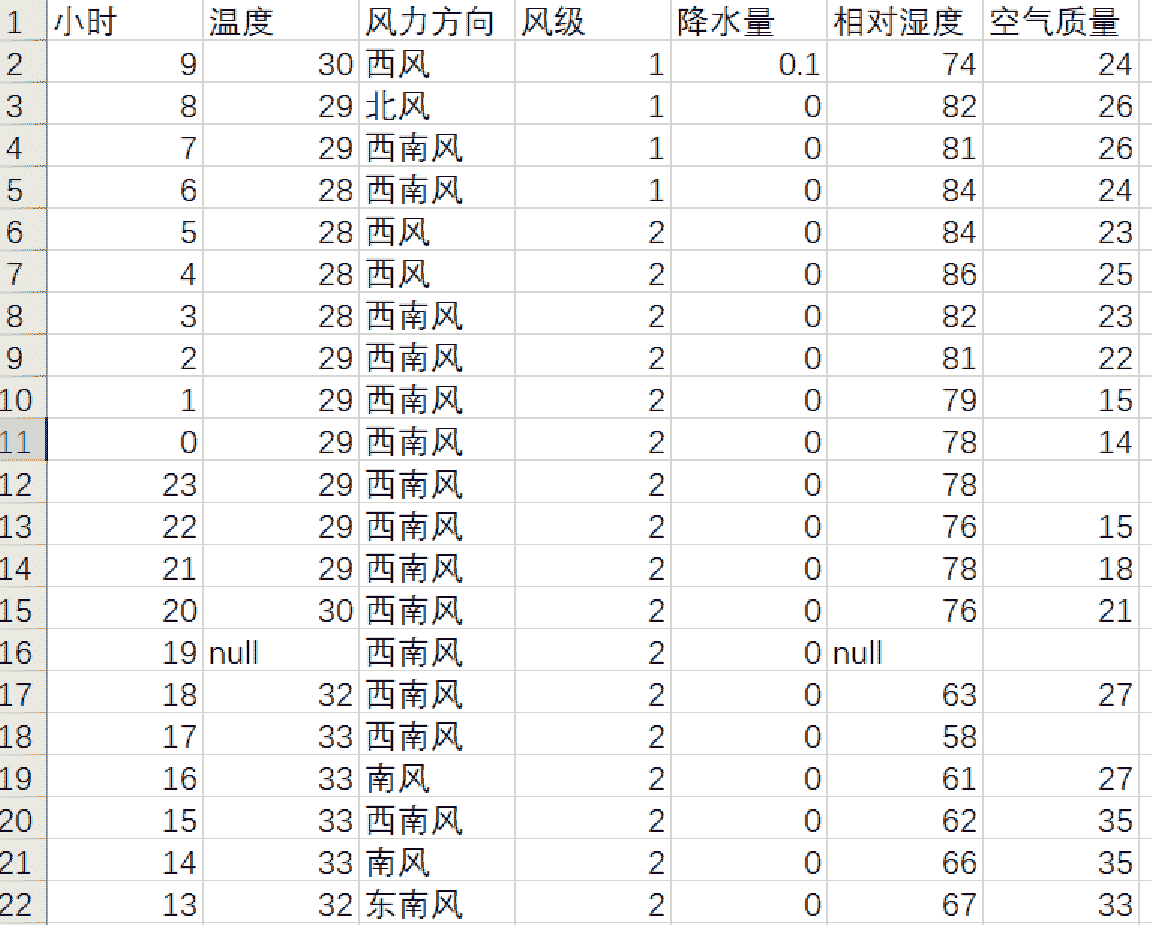 1 小时 温度 风力方向 风级 降水量 相对湿度 空气质量
2 9 30 西风 1 0.1 74 24
3 8 29 北风 1 0 82 26
4 7 29 西南风 1 0 81 26
5 6 28 西南风 1 0 84 24
6 5 28 西风 2 0 84 23
7 4 28 西风 2 0 86 25
8 3 28 西南风 2 0 82 23
9 2 29 西南风 2 0 81 22
10 1 29 西南风 2 0 79 15
11 0 29 西南风 2 0 78 14
12 23 29 西南风 2 0 78
13 22 29 西南风 2 0 76 15
14 21 29 西南风 2 0 78 18
15 20 30 西南风 2 0 76 21
16 19 null 西南风 2 0 null
17 18 32 西南风 2 0 63 27
18 17 33 西南风 2 0 58
19 16 33 南风 2 0 61 27
20 15 33 西南风 2 0 62 35
21 14 33 南风 2 0 66 35
22 13 32 东南风 2 0 67 33